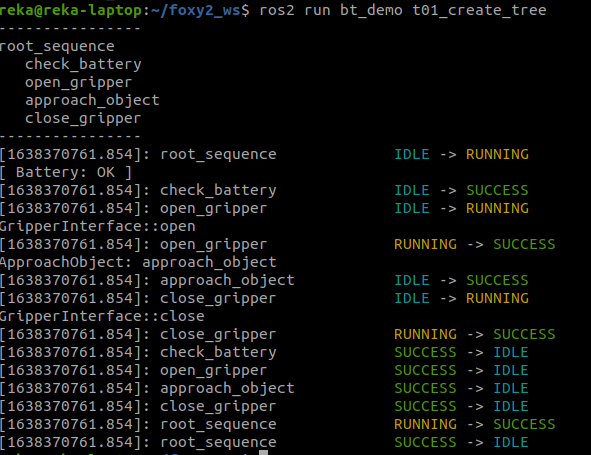 reka@reka-laptop:~/foxy2_ws$ ros2 run bt_demo t01_create_tree
----------------
root_sequence
   check_battery
   open_gripper
   approach_object
   close_gripper
----------------
[1638370761.854]: root_sequence             IDLE -> RUNNING
[ Battery: OK ]
[1638370761.854]: check_battery             IDLE -> SUCCESS
[1638370761.854]: open_gripper              IDLE -> RUNNING
GripperInterface::open
[1638370761.854]: open_gripper              RUNNING -> SUCCESS
ApproachObject: approach_object
[1638370761.854]: approach_object           IDLE -> SUCCESS
[1638370761.854]: close_gripper             IDLE -> RUNNING
GripperInterface::close
[1638370761.854]: close_gripper             RUNNING -> SUCCESS
[1638370761.854]: check_battery             SUCCESS -> IDLE
[1638370761.854]: open_gripper              SUCCESS -> IDLE
[1638370761.854]: approach_object           SUCCESS -> IDLE
[1638370761.854]: close_gripper             SUCCESS -> IDLE
[1638370761.854]: root_sequence             RUNNING -> SUCCESS
[1638370761.854]: root_sequence             SUCCESS -> IDLE